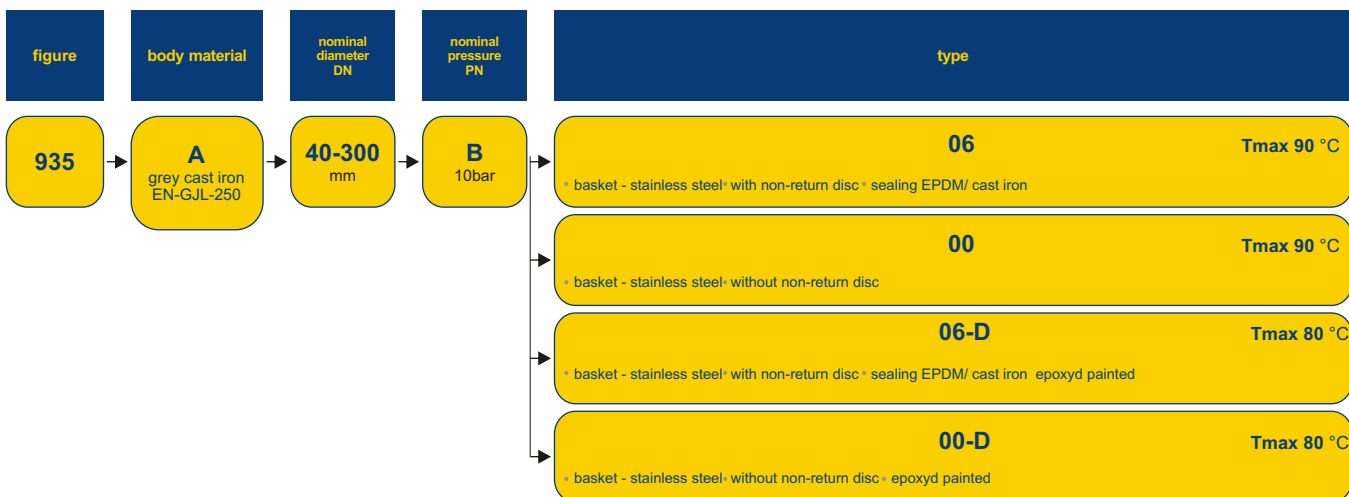 figure
body material
nominal
diameter
DN
nominal
pressure
PN
type
935
A
grey cast iron
EN-GJL-250
40-300
mm
B
10bar
06 Tmax 90 °C
• basket - stainless steel • with non-return disc • sealing EPDM/ cast iron
00 Tmax 90 °C
• basket - stainless steel • without non-return disc
06-D Tmax 80 °C
• basket - stainless steel • with non-return disc • sealing EPDM/ cast iron epoxyd painted
00-D Tmax 80 °C
• basket - stainless steel • without non-return disc • epoxyd painted